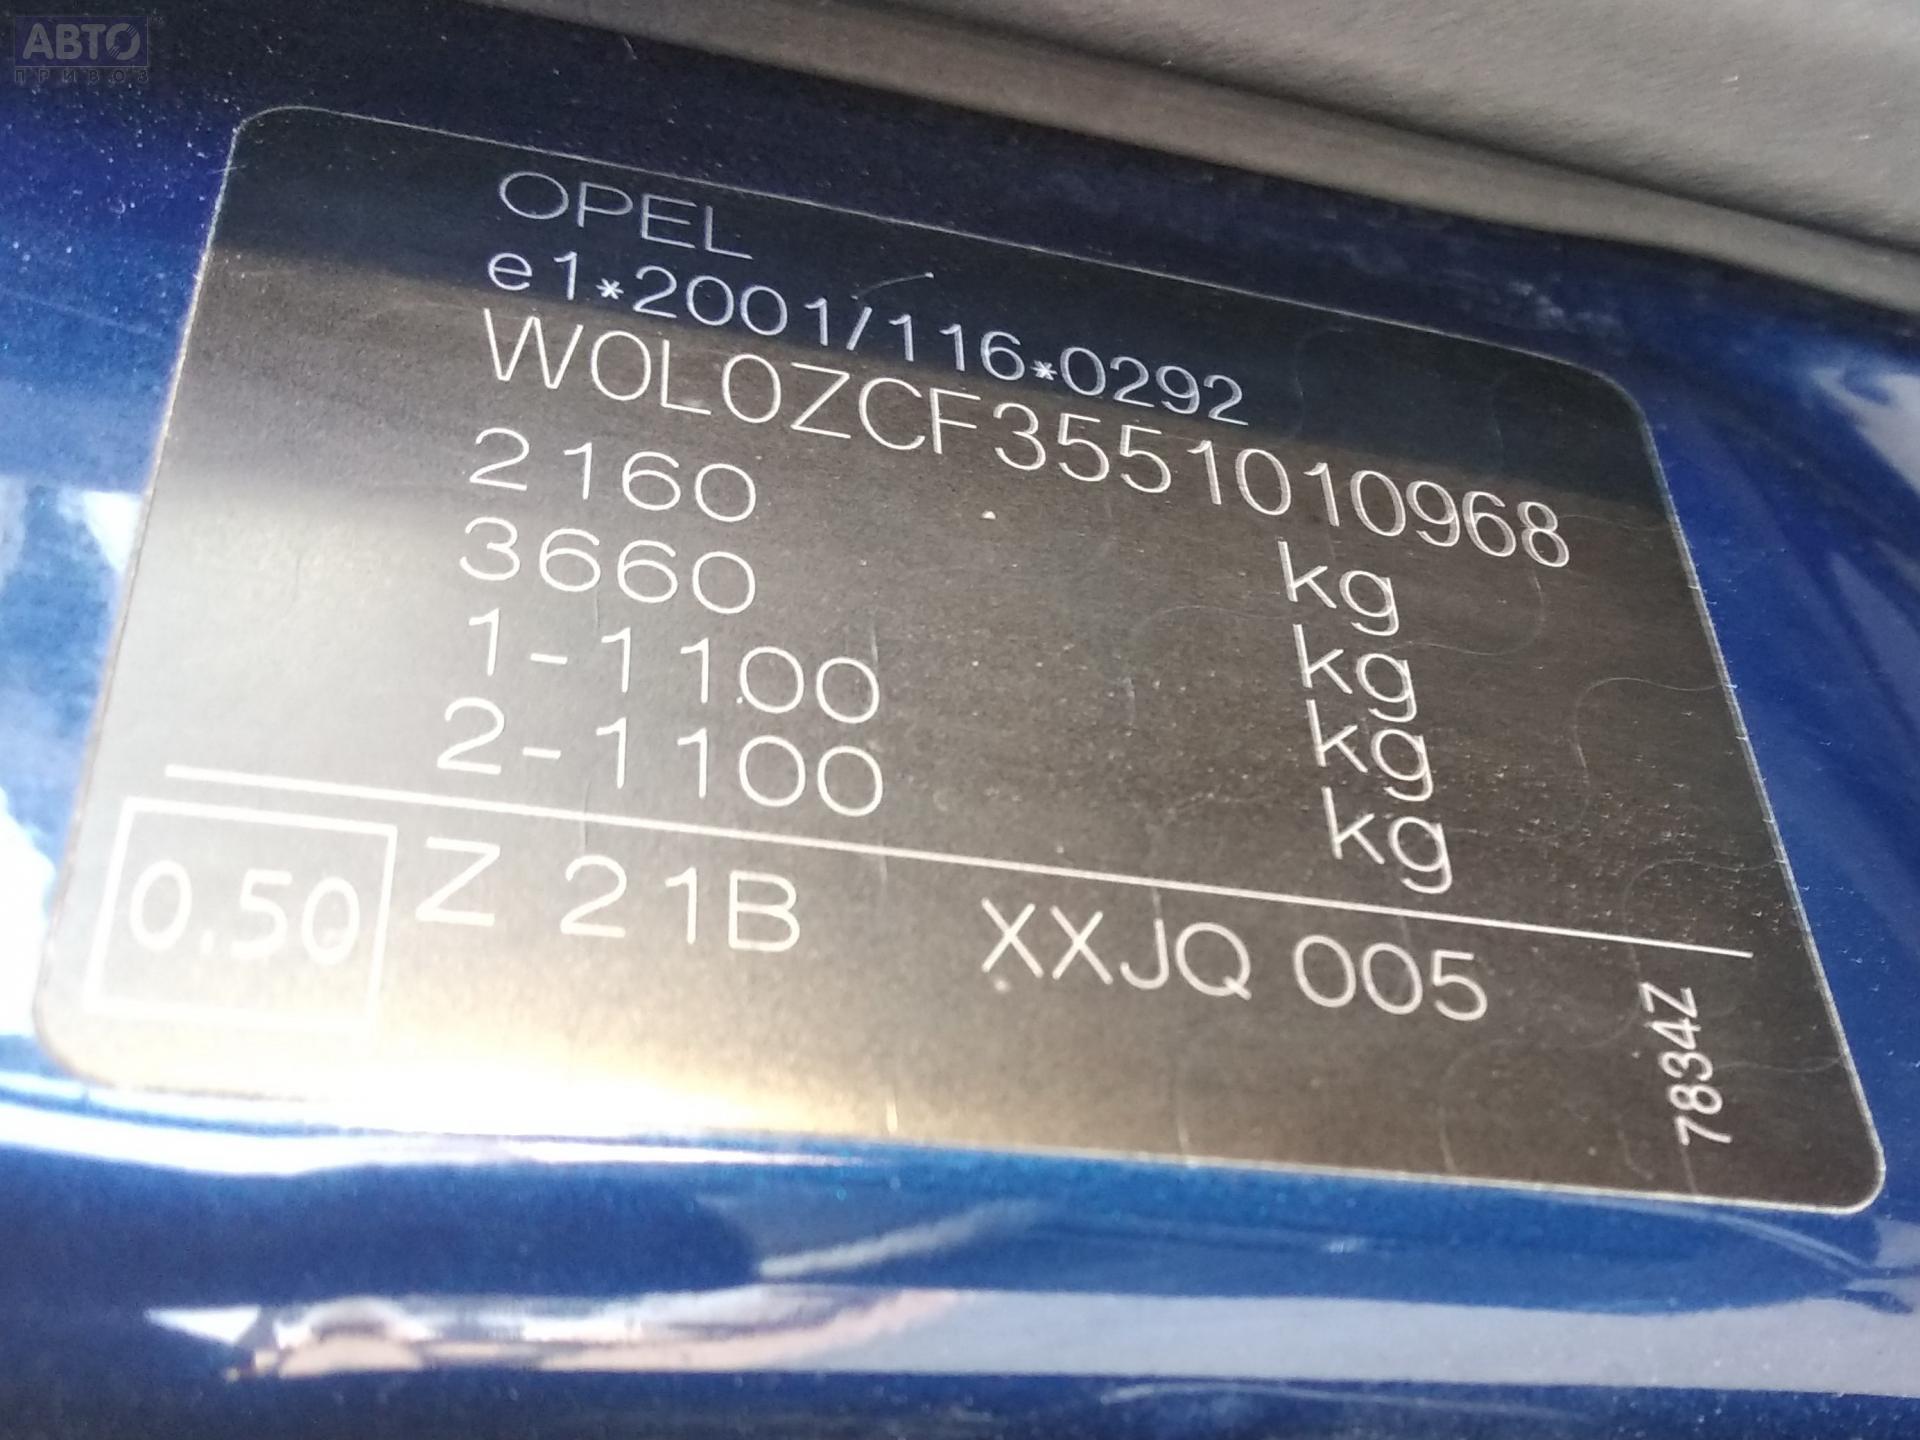 АВТО
ПРИВОЗ
OPEL
e1*2001/116*0292
W0L0ZCF3551010968
2160 kg
3660 kg
1-1100 kg
2-1100 kg
0.50 Z 21B XXJQ 005
7834Z